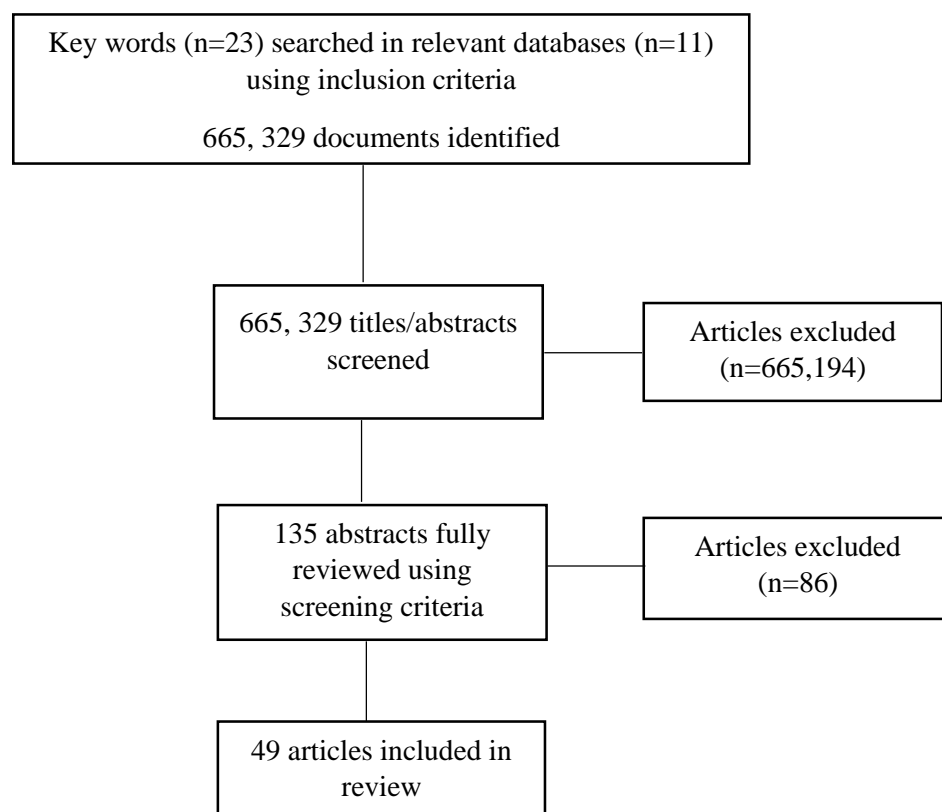 Key words (n=23) searched in relevant databases (n=11)
using inclusion criteria
665, 329 documents identified
665, 329 titles/abstracts
screened
Articles excluded
(n=665,194)
135 abstracts fully
reviewed using
screening criteria
Articles excluded
(n=86)
49 articles included in
review